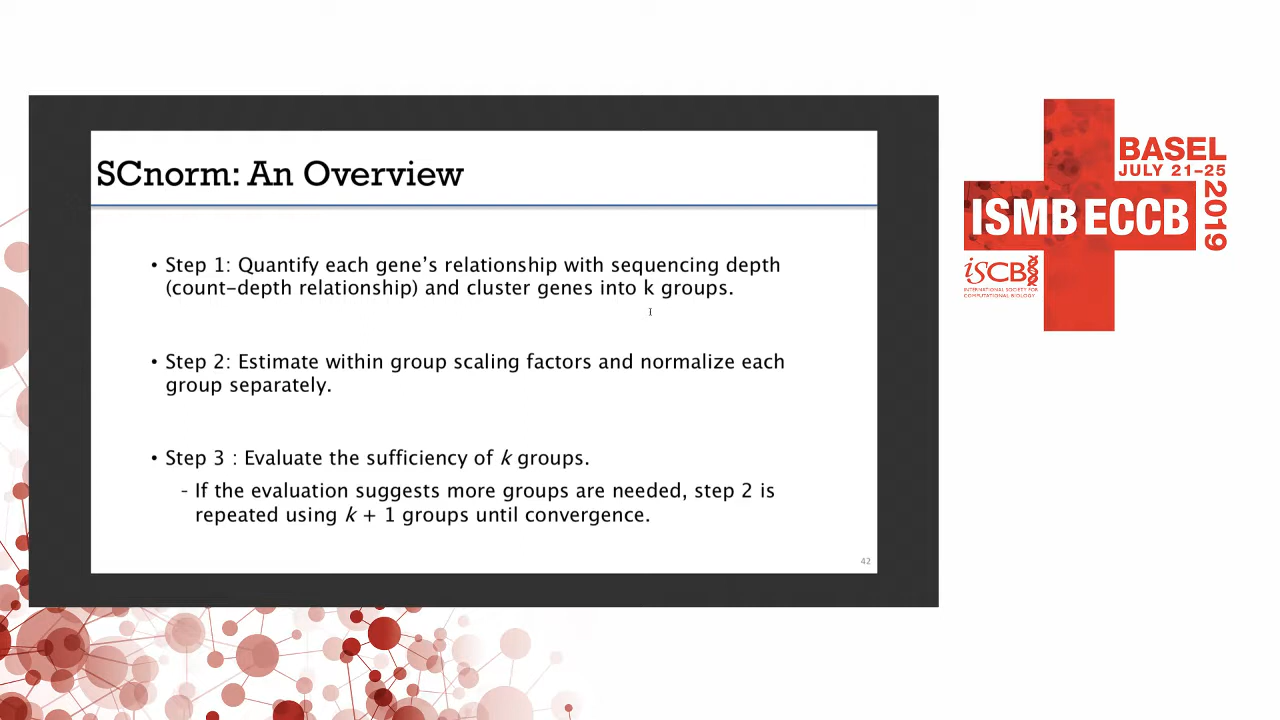 SCnorm: An Overview
• Step 1: Quantify each gene's relationship with sequencing depth
(count-depth relationship) and cluster genes into k groups.
• Step 2: Estimate within group scaling factors and normalize each
group separately.
• Step 3 : Evaluate the sufficiency of k groups.
- If the evaluation suggests more groups are needed, step 2 is
repeated using k + 1 groups until convergence.
42
BASEL
JULY 21–25
2019
ISMB ECCB
ISCB
INTERNATIONAL SOCIETY FOR
COMPUTATIONAL BIOLOGY